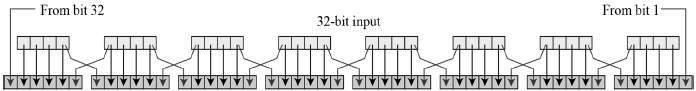 From bit 32
From bit 1
32-bit input